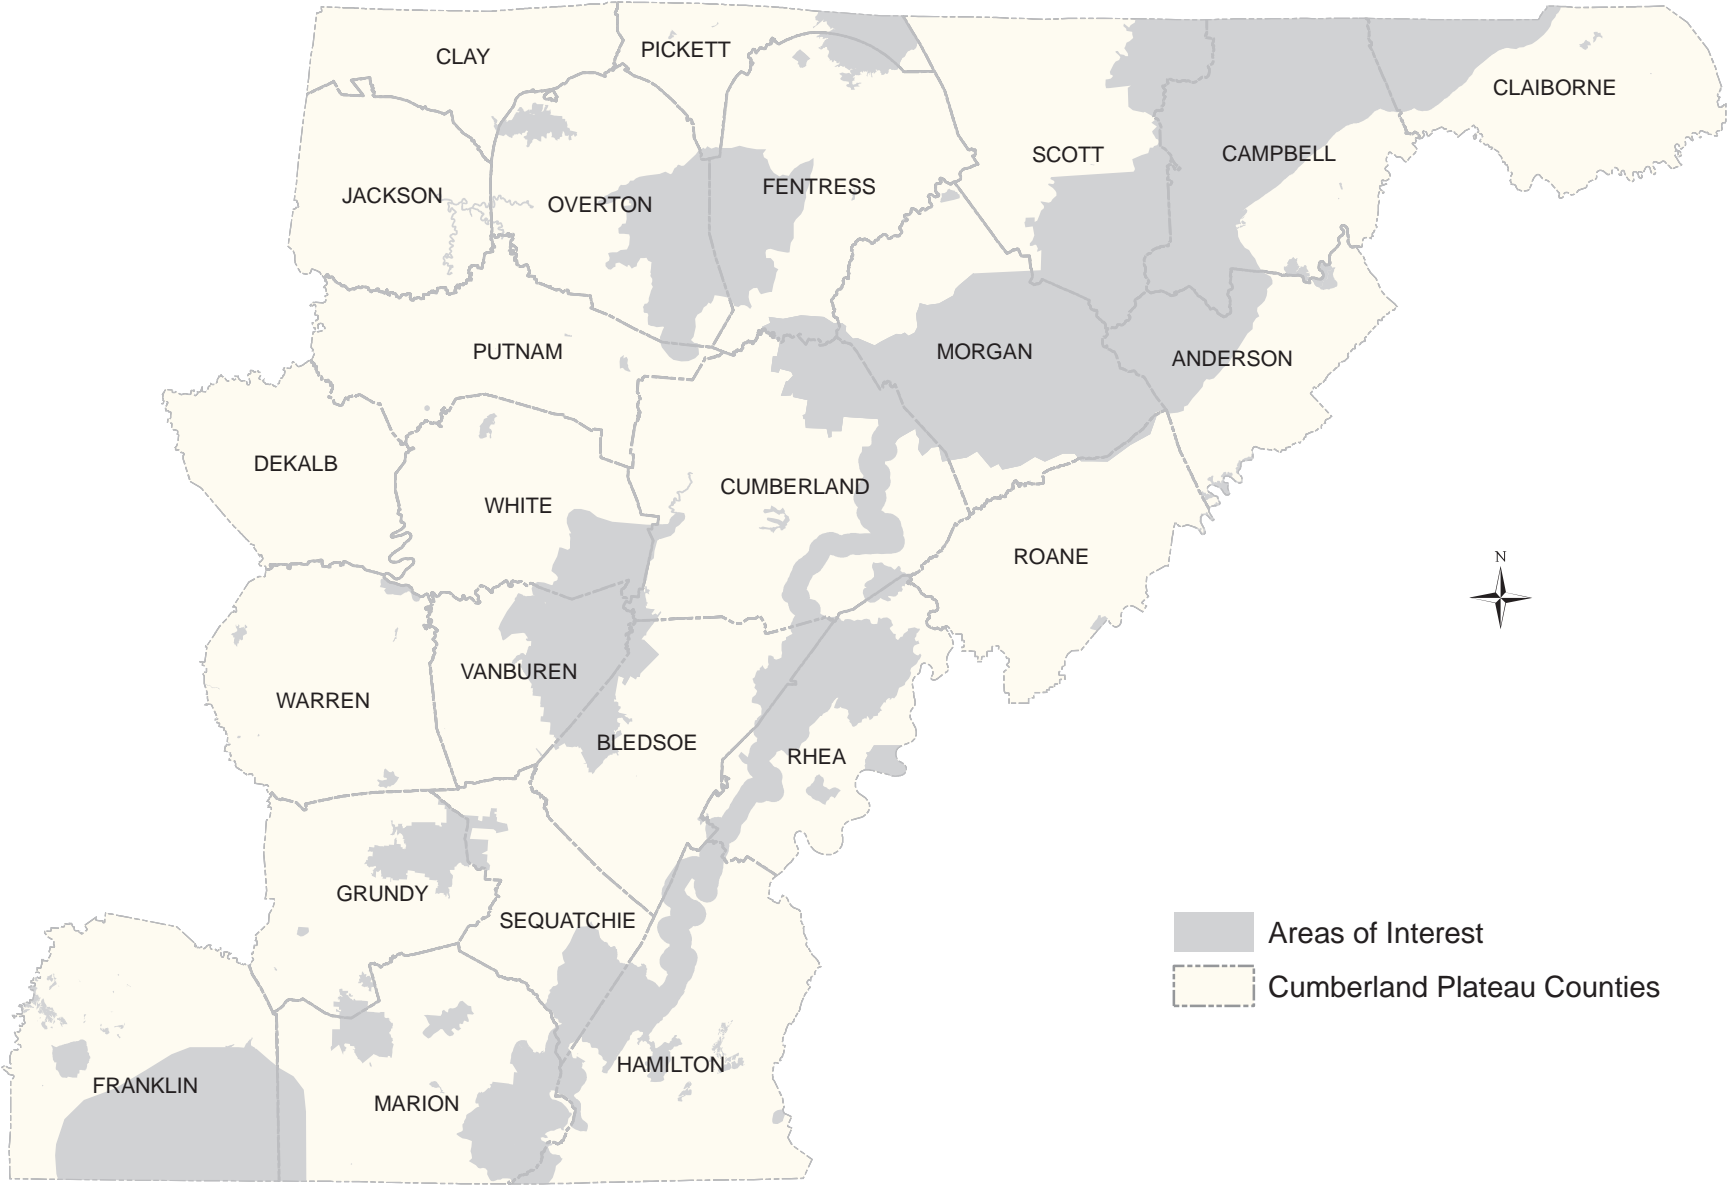 CLAY
PICKETT
CLAIBORNE
SCOTT
CAMPBELL
JACKSON
OVERTON
FENTRESS
PUTNAM
MORGAN
ANDERSON
DEKALB
WHITE
CUMBERLAND
ROANE
N
WARREN
VANBUREN
BLEDSOE
RHEA
GRUNDY
SEQUATCHIE
Areas of Interest
Cumberland Plateau Counties
FRANKLIN
MARION
HAMILTON